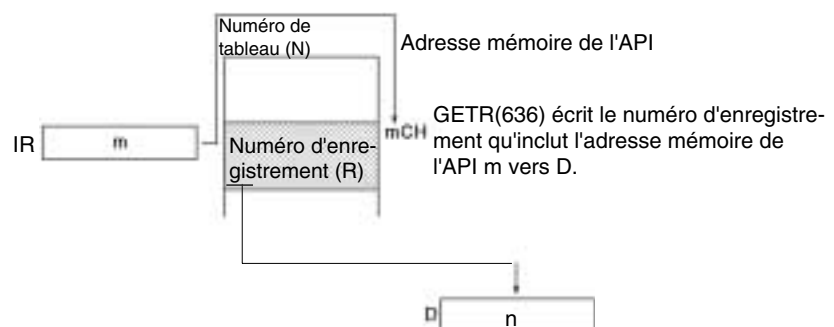 Numéro de
tableau (N)
Adresse mémoire de l'API
IR
m
mCH
GETR(636) écrit le numéro d'enregistre-
ment qu'inclut l'adresse mémoire de
l'API m vers D.
Numéro d'enre-
gistrement (R)
D
n